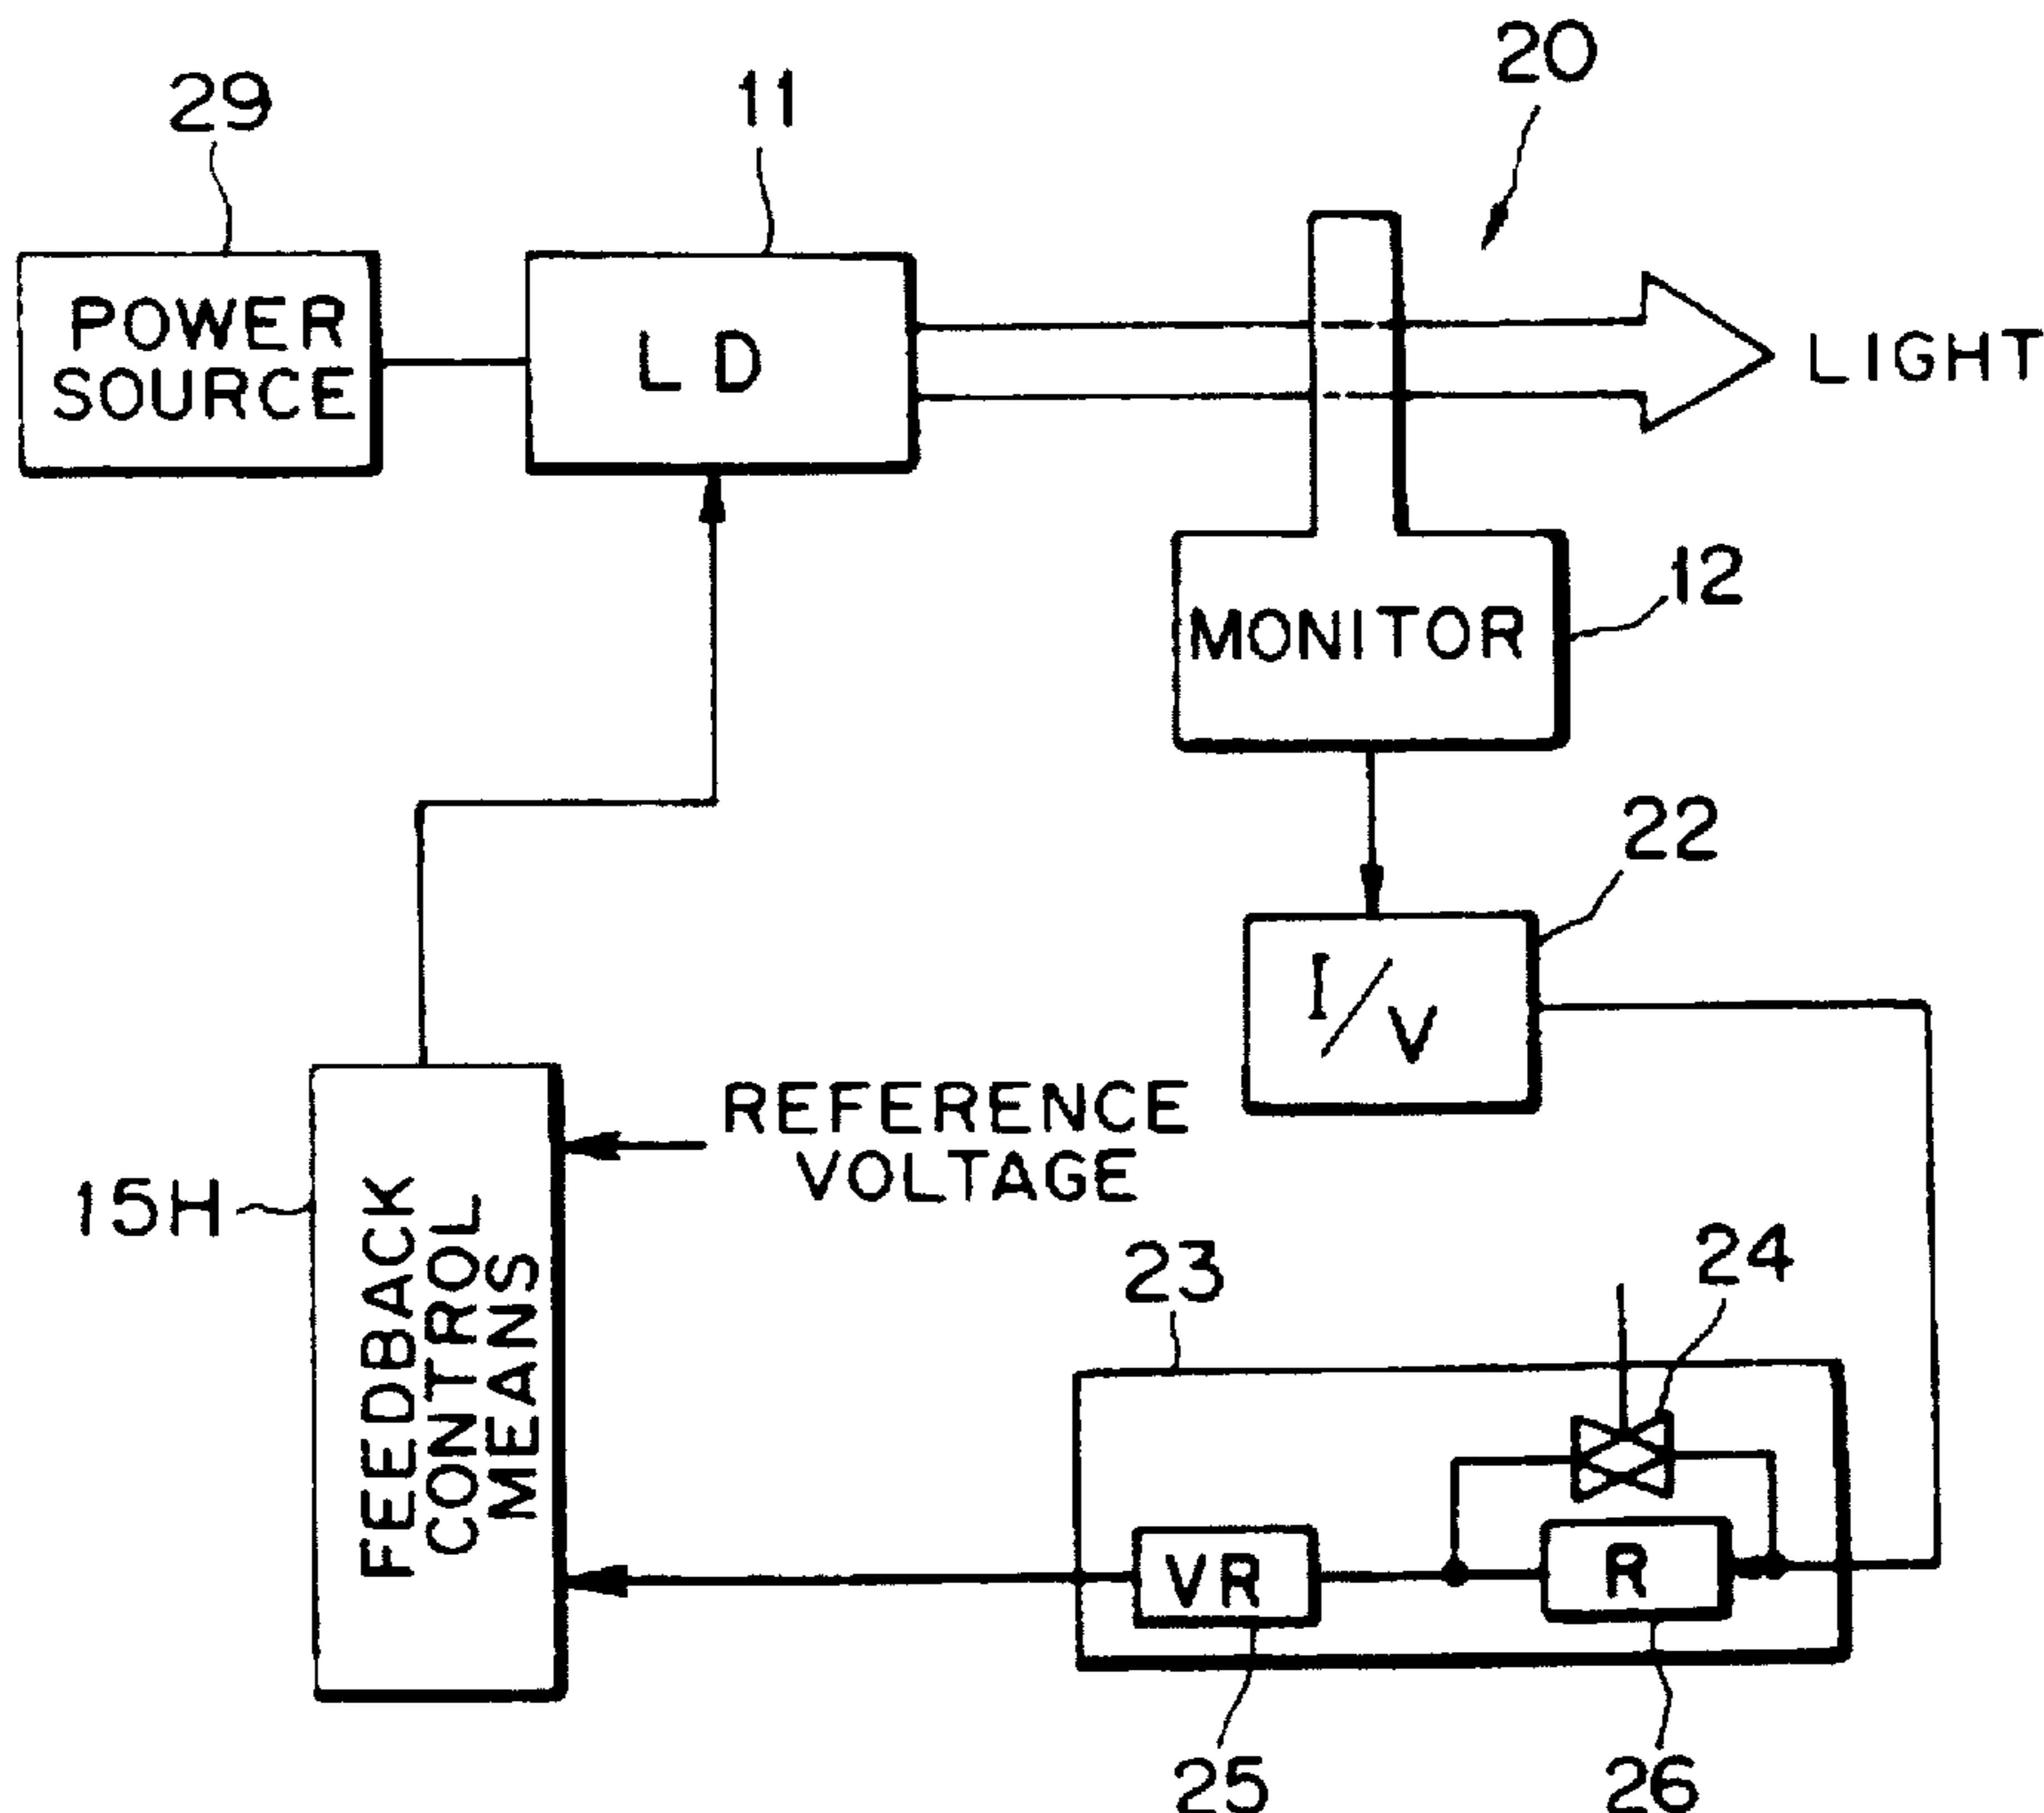 20
29
11
POWER
SOURCE
LD
LIGHT
12
MONITOR
22
I/V
REFERENCE
VOLTAGE
15H
FEEDBACK
CONTROL
MEANS
23
24
VR
R
25
26